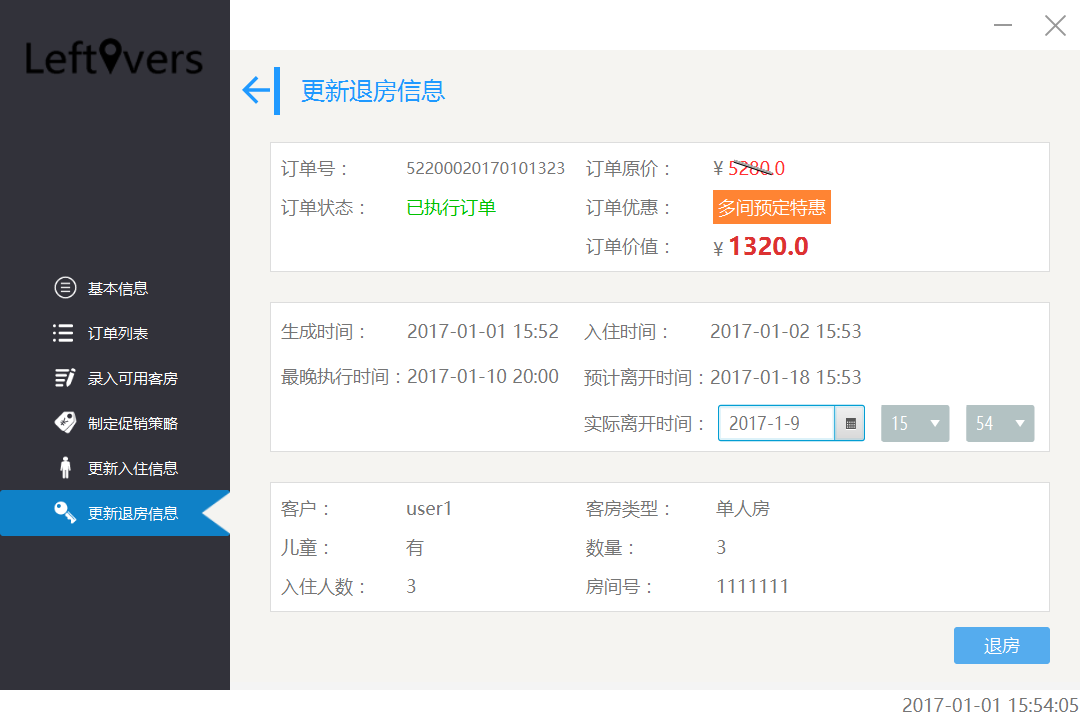 LeftOvers
基本信息
订单列表
录入可用客房
制定促销策略
更新入住信息
更新退房信息
更新退房信息
订单号： 52200020170101323 订单原价： ¥ 5280.0
订单状态： 已执行订单 订单优惠： 多间预定特惠
订单价值： ¥ 1320.0
生成时间： 2017-01-01 15:52 入住时间： 2017-01-02 15:53
最晚执行时间：2017-01-10 20:00 预计离开时间：2017-01-18 15:53
实际离开时间： 2017-1-9 15 54
客户： user1 客房类型： 单人房
儿童： 有 数量： 3
入住人数： 3 房间号： 1111111
退房
2017-01-01 15:54:05